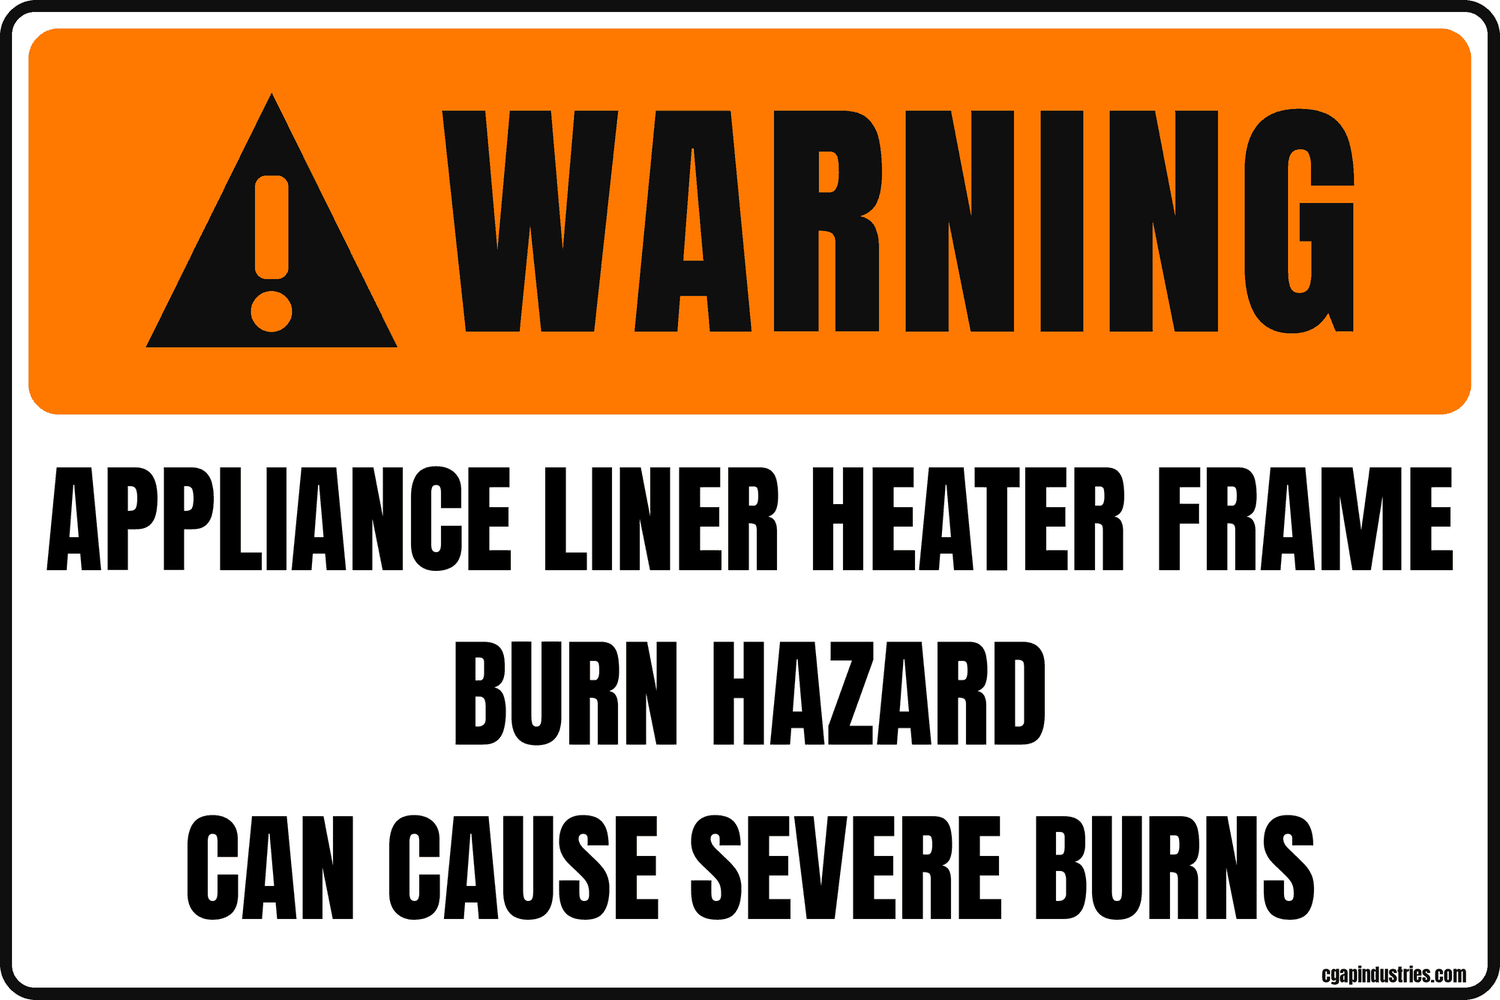 WARNING
APPLIANCE LINER HEATER FRAME
BURN HAZARD
CAN CAUSE SEVERE BURNS
cgapindustries.com